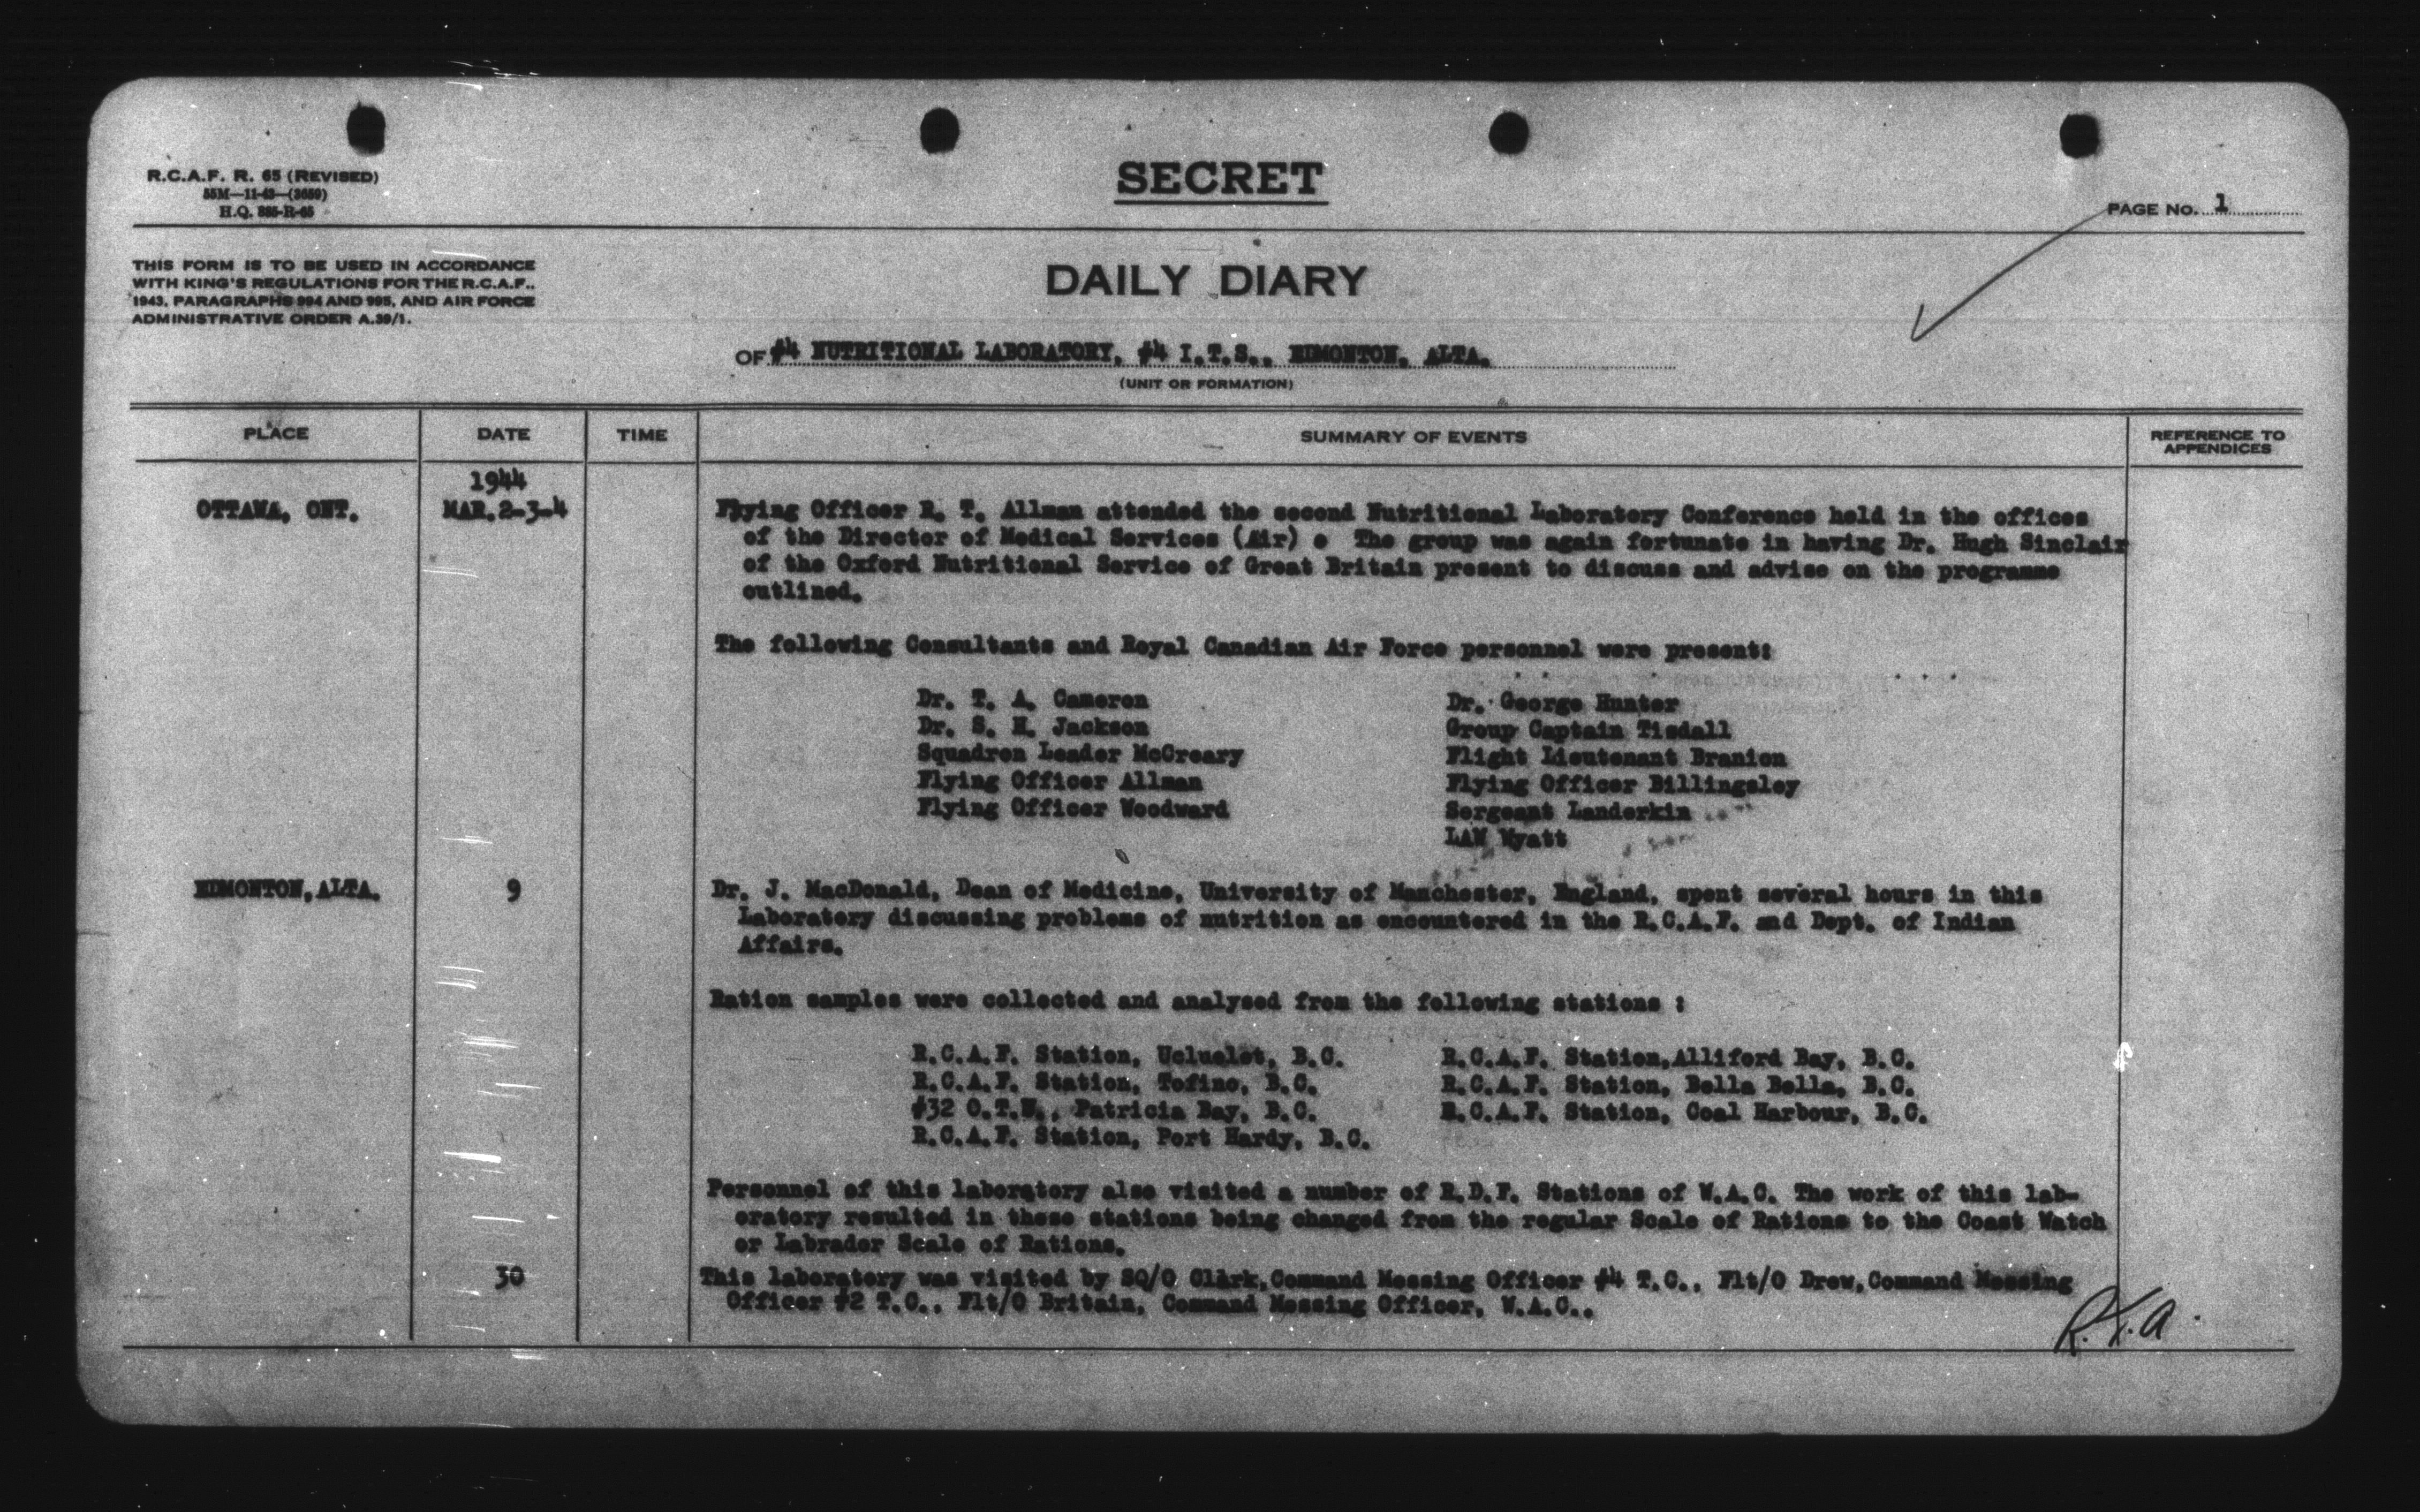 R.C.A.F. R. 65 (REVISED)
55M—11-43—(3659)
H.Q. 885-R-65
SECRET
PAGE NO. 1
THIS FORM IS TO BE USED IN ACCORDANCE
WITH KING'S REGULATIONS FOR THE R.C.A.F.,
1943, PARAGRAPHS 994 AND 995, AND AIR FORCE
ADMINISTRATIVE ORDER A.39/1.
DAILY DIARY
OF #4 NUTRITIONAL LABORATORY, #4 I.T.S., EDMONTON, ALTA.
(UNIT OR FORMATION)
PLACE DATE TIME SUMMARY OF EVENTS REFERENCE TO APPENDICES
1944
OTTAWA, ONT. MAR.2-3-4 Flying Officer R. T. Allman attended the second Nutritional Laboratory Conference held in the offices
of the Director of Medical Services (Air) . The group was again fortunate in having Dr. Hugh Sinclair
of the Oxford Nutritional Service of Great Britain present to discuss and advise on the programme
outlined.
The following Consultants and Royal Canadian Air Force personnel were present:
Dr. T. A. Cameron Dr. George Hunter
Dr. S. H. Jackson Group Captain Tisdall
Squadron Leader McCreary Flight Lieutenant Branion
Flying Officer Allman Flying Officer Billingsley
Flying Officer Woodward Sergeant Landerkin
LAW Wyatt
EDMONTON,ALTA. 9 Dr. J. MacDonald, Dean of Medicine, University of Manchester, England, spent several hours in this
Laboratory discussing problems of nutrition as encountered in the R.C.A.F. and Dept. of Indian
Affairs.
Ration samples were collected and analysed from the following stations :
R.C.A.F. Station, Ucluelet, B.C. R.C.A.F. Station,Alliford Bay, B.C.
R.C.A.F. Station, Tofino, B.C. R.C.A.F. Station, Bella Bella, B.C.
#32 O.T.U., Patricia Bay, B.C. R.C.A.F. Station, Coal Harbour, B.C.
R.C.A.F. Station, Port Hardy, B.C.
Personnel of this laboratory also visited a number of R.D.F. Stations of W.A.C. The work of this lab-
oratory resulted in these stations being changed from the regular Scale of Rations to the Coast Watch
or Labrador Scale of Rations.
30 This laboratory was visited by SQ/O Clark,Command Messing Officer #4 T.C., Flt/O Drew,Command Messing
Officer #2 T.C., Flt/O Britain, Command Messing Officer, W.A.C..
R.T.A.